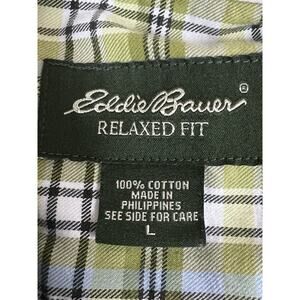 Eddie Bauer®
RELAXED FIT
100% COTTON
MADE IN
PHILIPPINES
SEE SIDE FOR CARE
L